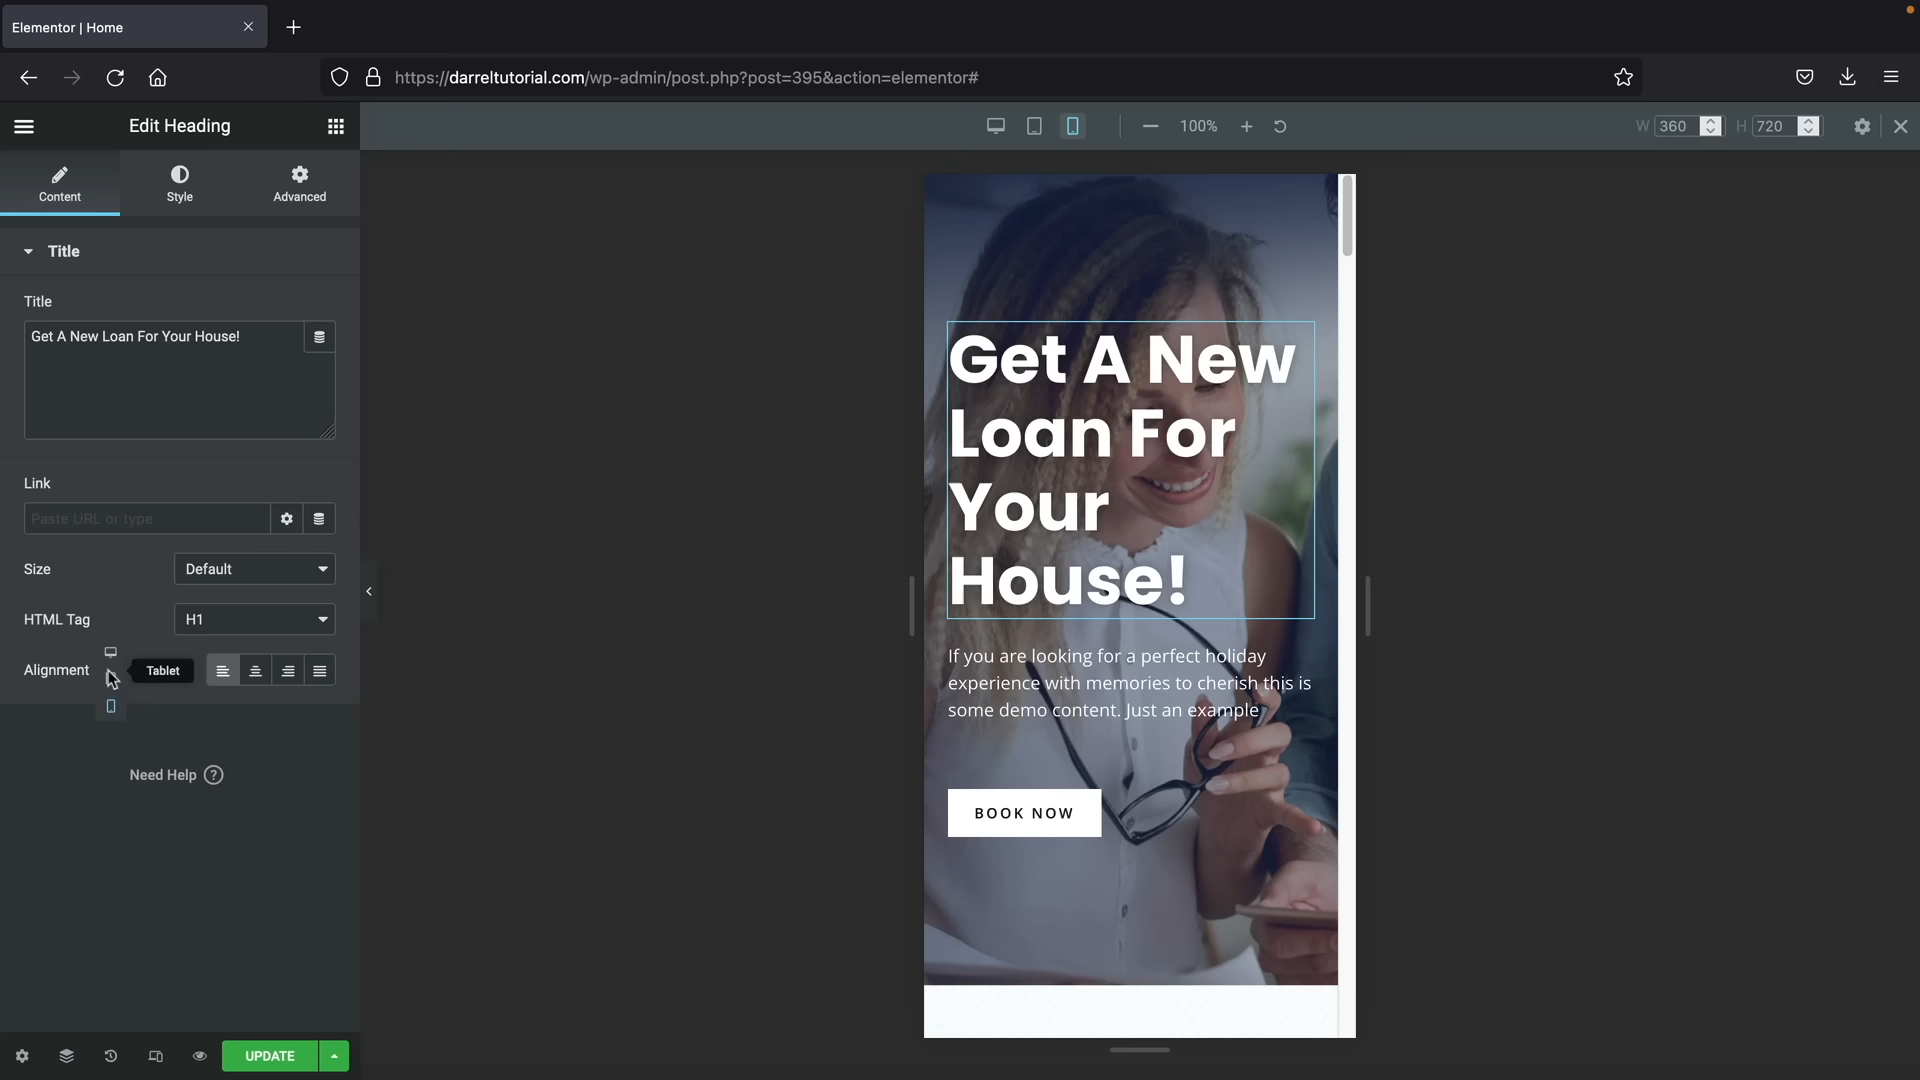 Elementor | Home
https://darreltutorial.com/wp-admin/post.php?post=395&action=elementor#
Edit Heading
100%
W 360
H 720
Content
Style
Advanced
Title
Title
Get A New Loan For Your House!
Link
Paste URL or type
Size
Default
HTML Tag
H1
Alignment
Tablet
Need Help ?
UPDATE
Get A New
Loan For
Your
House!
If you are looking for a perfect holiday
experience with memories to cherish this is
some demo content. Just an example
BOOK NOW